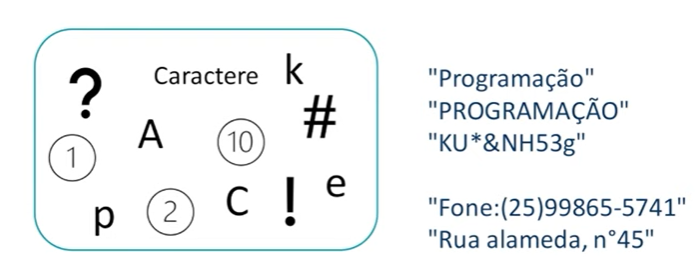 ? Caractere k
#
A 10
1
p 2 C ! e
"Programação"
"PROGRAMAÇÃO"
"KU*&NH53g"
"Fone:(25)99865-5741"
"Rua alameda, n°45"